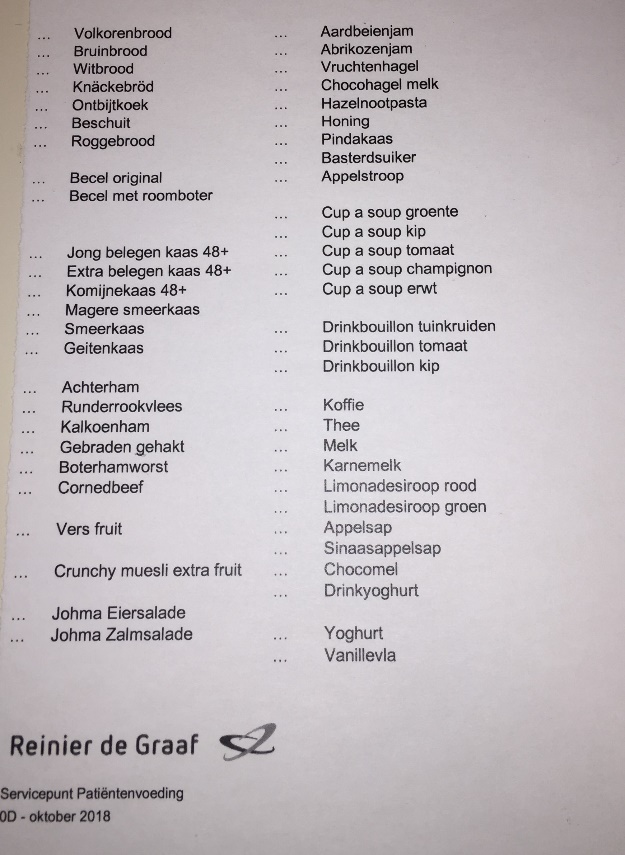 ... Volkorenbrood
... Bruinbrood
... Witbrood
... Knäckebröd
... Ontbijtkoek
... Beschuit
... Roggebrood
... Becel original
... Becel met roomboter
... Jong belegen kaas 48+
... Extra belegen kaas 48+
... Komijnekaas 48+
... Magere smeerkaas
... Smeerkaas
... Geitenkaas
... Achterham
... Runderrookvlees
... Kalkoenham
... Gebraden gehakt
... Boterhamworst
... Cornedbeef
... Vers fruit
... Crunchy muesli extra fruit
... Johma Eiersalade
... Johma Zalmsalade
... Aardbeienjam
... Abrikozenjam
... Vruchtenhagel
... Chocohagel melk
... Hazelnootpasta
... Honing
... Pindakaas
... Basterdsuiker
... Appelstroop
... Cup a soup groente
... Cup a soup kip
... Cup a soup tomaat
... Cup a soup champignon
... Cup a soup erwt
... Drinkbouillon tuinkruiden
... Drinkbouillon tomaat
... Drinkbouillon kip
... Koffie
... Thee
... Melk
... Karnemelk
... Limonadesiroop rood
... Limonadesiroop groen
... Appelsap
... Sinaasappelsap
... Chocomel
... Drinkyoghurt
... Yoghurt
... Vanillevla
Reinier de Graaf
Servicepunt Patiëntenvoeding
0D - oktober 2018